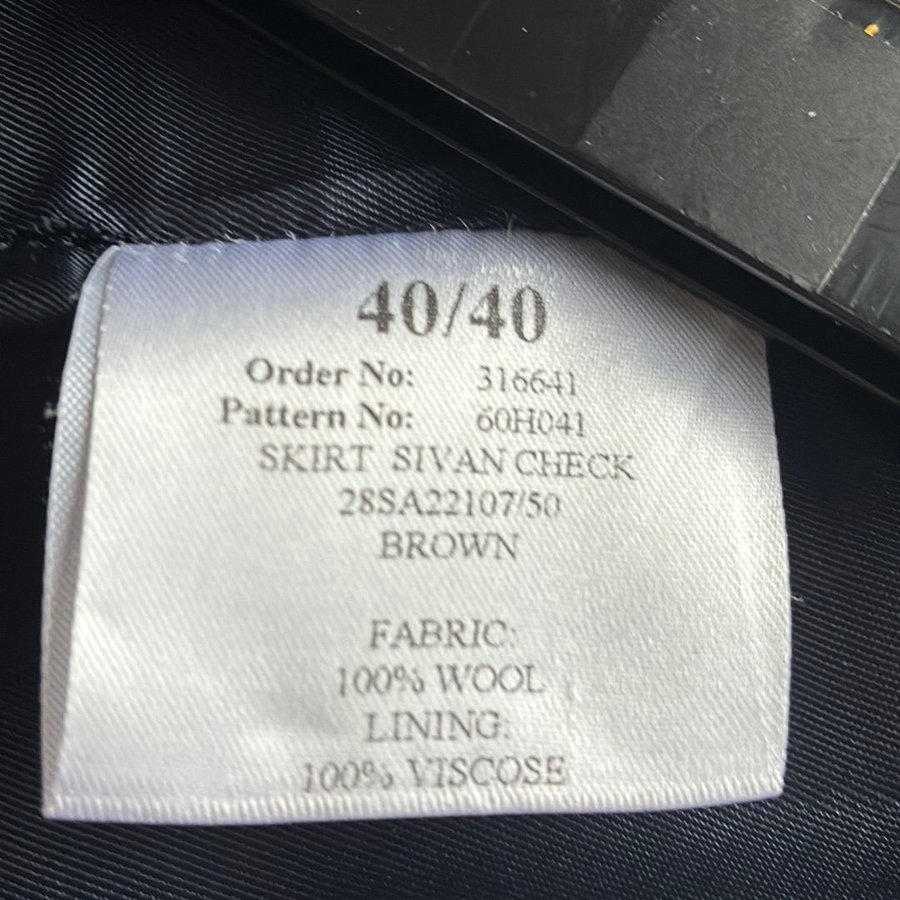 40/40
Order No: 316641
Pattern No: 60H041
SKIRT SIVAN CHECK
28SA22107/50
BROWN
FABRIC:
100% WOOL
LINING:
100% VISCOSE